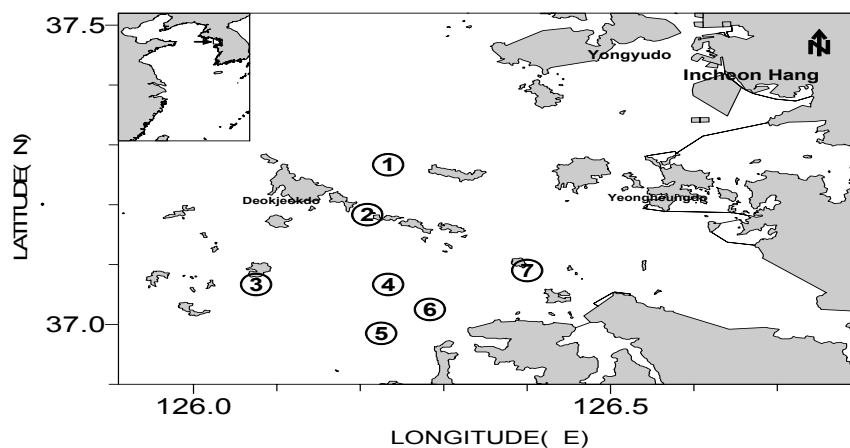 37.5
N
Yongyudo
Incheon Hang
1
Deokjeekdo
2
Yeongheungdo
7
3
4
6
5
37.0
LATITUDE( N)
126.0
126.5
LONGITUDE( E)